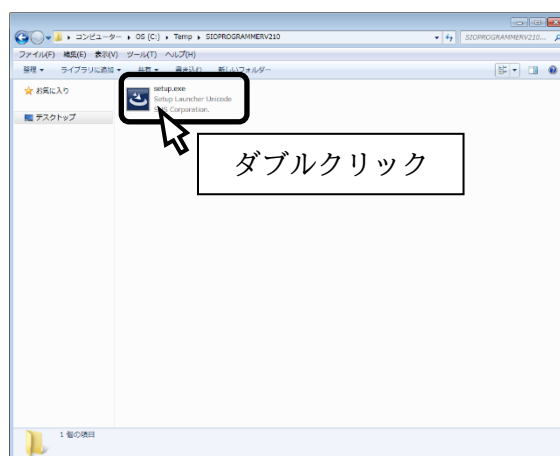 コンピューター ▸ OS (C:) ▸ Temp ▸ SIOPROGRAMMERV210
SIOPROGRAMMERV210...
ファイル(F) 編集(E) 表示(V) ツール(T) ヘルプ(H)
整理 ライブラリに追加 共有 書き込む 新しいフォルダー
お気に入り
デスクトップ
setup.exe
Setup Launcher Unicode
Corporation.
ダブルクリック
1 個の項目